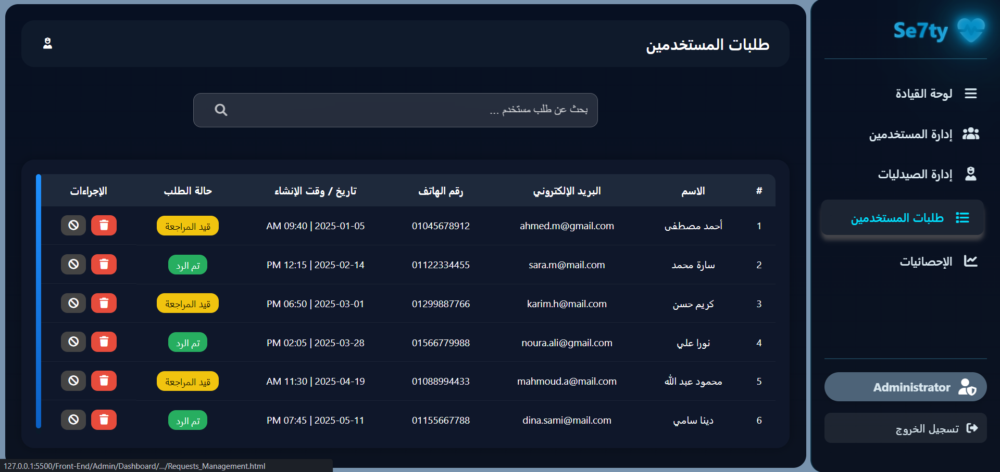 Se7ty
لوحة القيادة
إدارة المستخدمين
إدارة الصيدليات
طلبات المستخدمين
الإحصائيات
Administrator
تسجيل الخروج
طلبات المستخدمين
بحث عن طلب مستخدم ...
# الاسم البريد الإلكتروني رقم الهاتف تاريخ / وقت الإنشاء حالة الطلب الإجراءات
1 أحمد مصطفى ahmed.m@gmail.com 01045678912 2025-01-05 | 09:40 AM قيد المراجعة
2 سارة محمد sara.m@mail.com 01122334455 2025-02-14 | 12:15 PM تم الرد
3 كريم حسن karim.h@mail.com 01299887766 2025-03-01 | 06:50 PM قيد المراجعة
4 نورا علي noura.ali@gmail.com 01566779988 2025-03-28 | 02:05 PM تم الرد
5 محمود عبد الله mahmoud.a@mail.com 01088994433 2025-04-19 | 11:30 AM قيد المراجعة
6 دينا سامي dina.sami@mail.com 01155667788 2025-05-11 | 07:45 PM تم الرد
127.0.0.1:5500/Front-End/Admin/Dashboard/.../Requests_Management.html